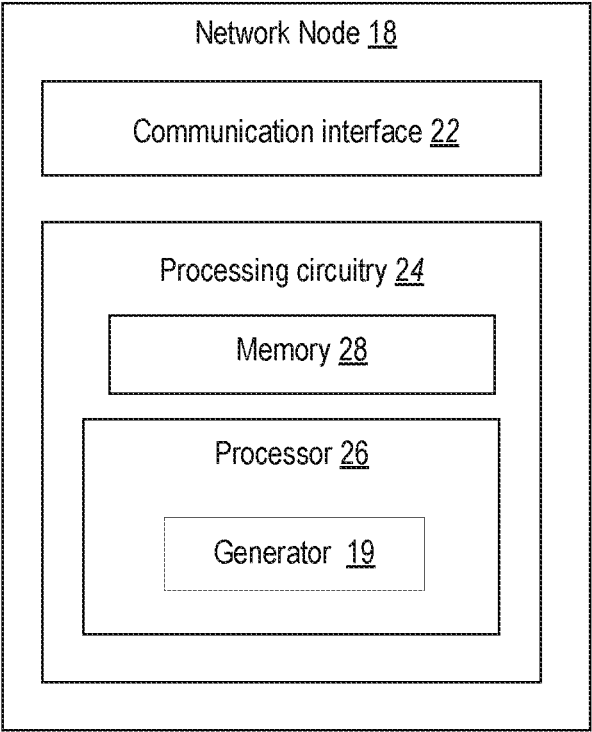 Network Node 18
Communication interface 22
Processing circuitry 24
Memory 28
Processor 26
Generator 19